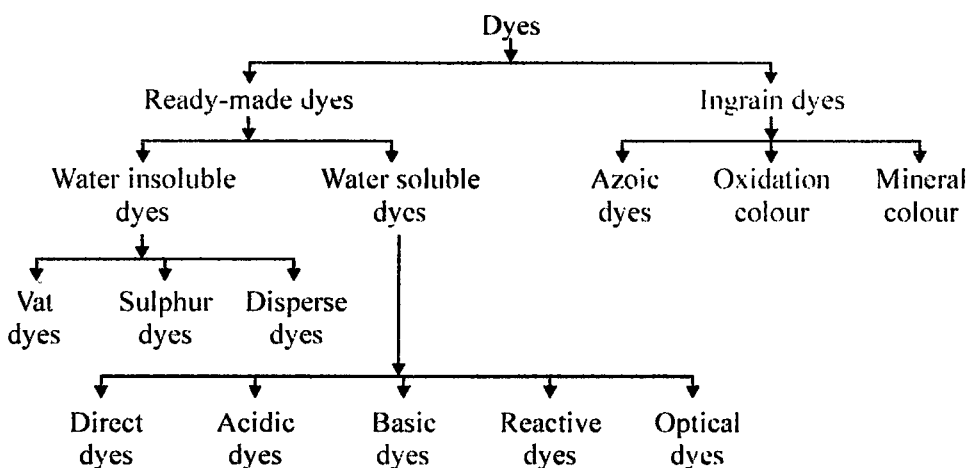 Dyes
Ready-made dyes
Ingrain dyes
Water insoluble
dyes
Water soluble
dyes
Azoic
dyes
Oxidation
colour
Mineral
colour
Vat
dyes
Sulphur
dyes
Disperse
dyes
Direct
dyes
Acidic
dyes
Basic
dyes
Reactive
dyes
Optical
dyes